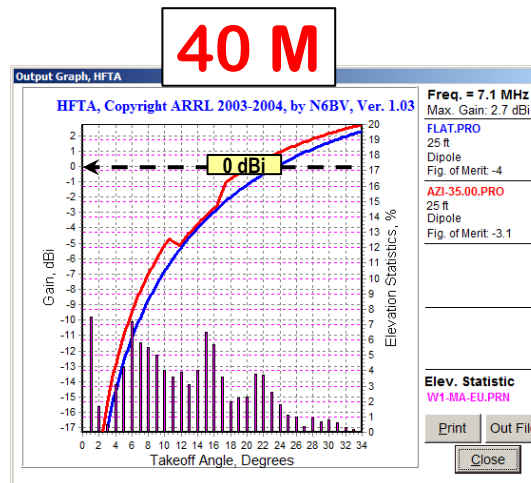 40 M
Output Graph, HFTA
HFTA, Copyright ARRL 2003-2004, by N6BV, Ver. 1.03
Freq. = 7.1 MHz
Max. Gain: 2.7 dBi
FLAT.PRO
25 ft
Dipole
Fig. of Merit: -4
AZI-35.00.PRO
25 ft
Dipole
Fig. of Merit: -3.1
0 dBi
Gain, dBi
2
1
0
-1
-2
-3
-4
-5
-6
-7
-8
-9
-10
-11
-12
-13
-14
-15
-16
-17
20
19
18
17
16
15
14
13
12
11
10
9
8
7
6
5
4
3
2
1
0
Elevation Statistics, %
0 2 4 6 8 10 12 14 16 18 20 22 24 26 28 30 32 34
Takeoff Angle, Degrees
Elev. Statistic
W1-MA-EU.PRN
Print Out Fil
Close